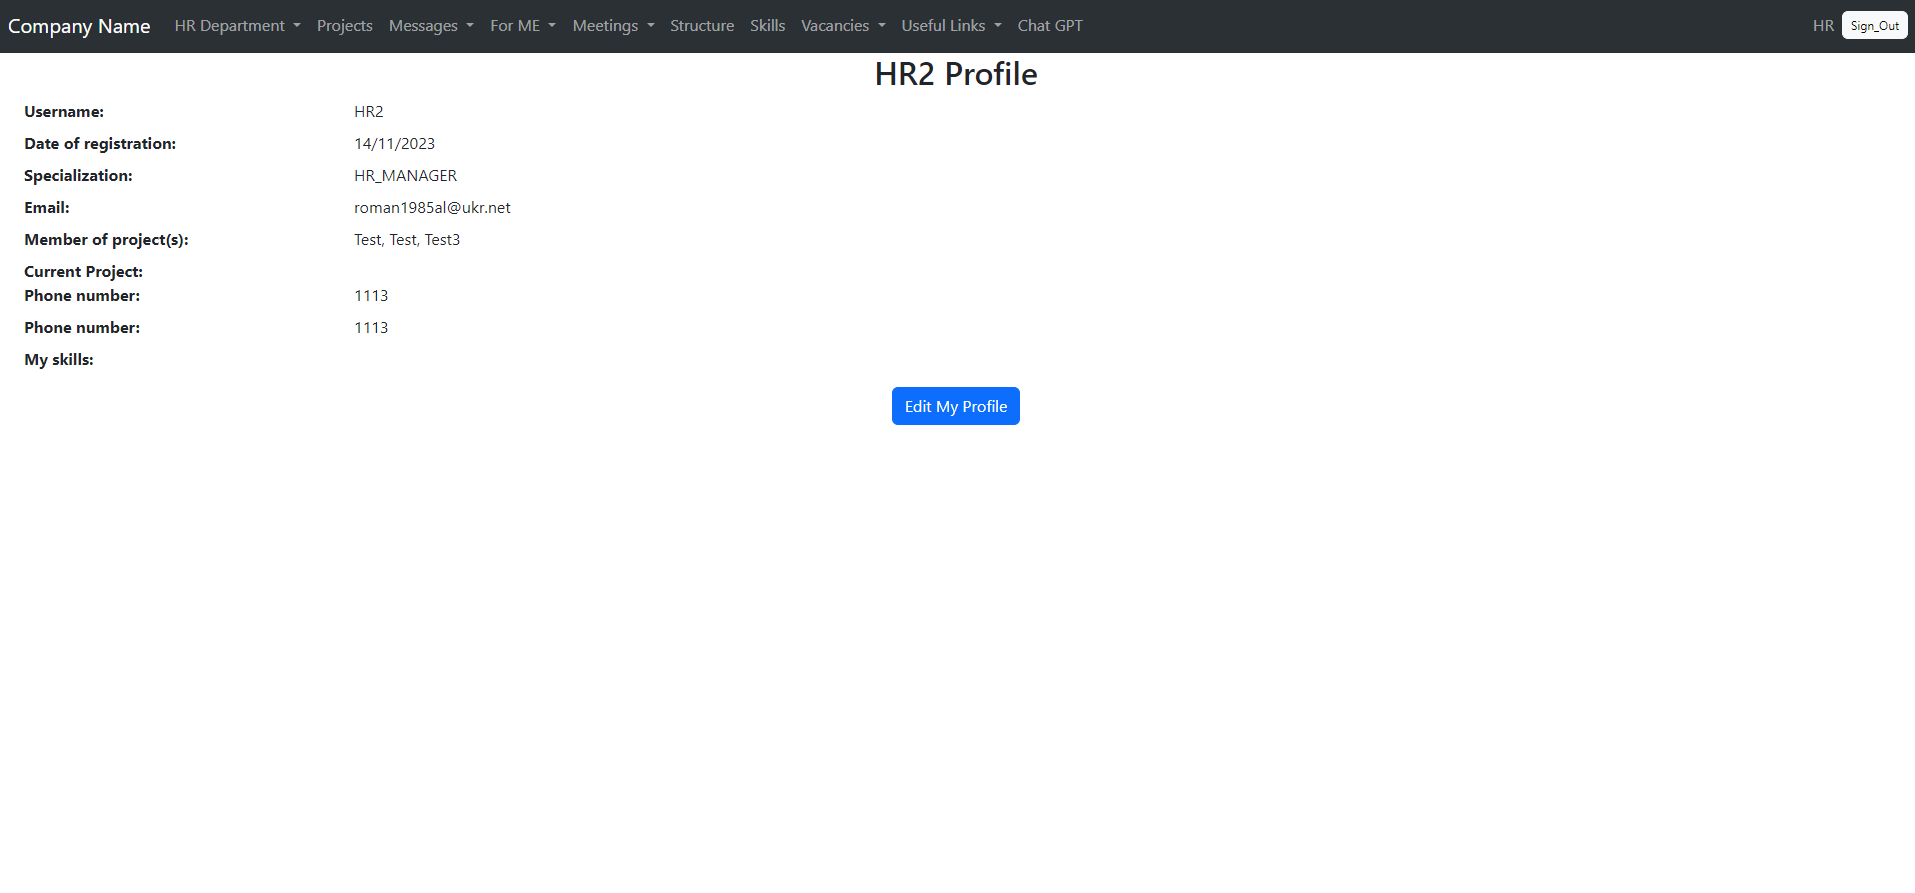 Company Name HR Department Projects Messages For ME Meetings Structure Skills Vacancies Useful Links Chat GPT HR Sign_Out
HR2 Profile
Username: HR2
Date of registration: 14/11/2023
Specialization: HR_MANAGER
Email: roman1985al@ukr.net
Member of project(s): Test, Test, Test3
Current Project:
Phone number: 1113
Phone number: 1113
My skills:
Edit My Profile